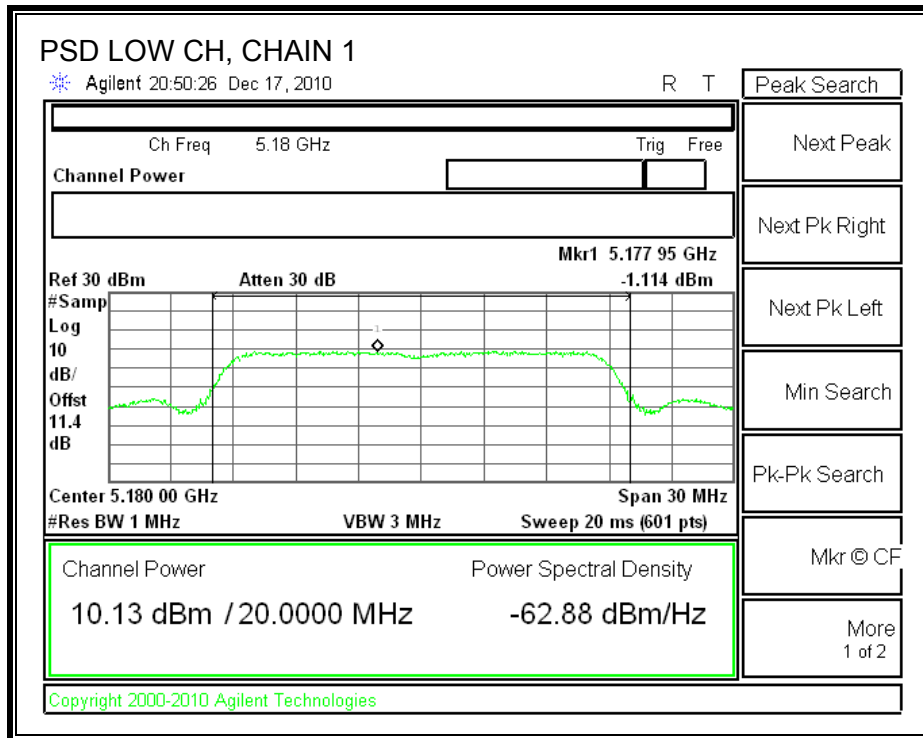 PSD LOW CH, CHAIN 1
Agilent 20:50:26 Dec 17, 2010 R T
Peak Search
Ch Freq 5.18 GHz Trig Free
Channel Power
Mkr1 5.177 95 GHz
Ref 30 dBm Atten 30 dB -1.114 dBm
#Samp
Log
10
dB/
Offst
11.4
dB
1
Center 5.180 00 GHz Span 30 MHz
#Res BW 1 MHz VBW 3 MHz Sweep 20 ms (601 pts)
Channel Power Power Spectral Density
10.13 dBm / 20.0000 MHz -62.88 dBm/Hz
Copyright 2000-2010 Agilent Technologies
Next Peak
Next Pk Right
Next Pk Left
Min Search
Pk-Pk Search
Mkr © CF
More
1 of 2